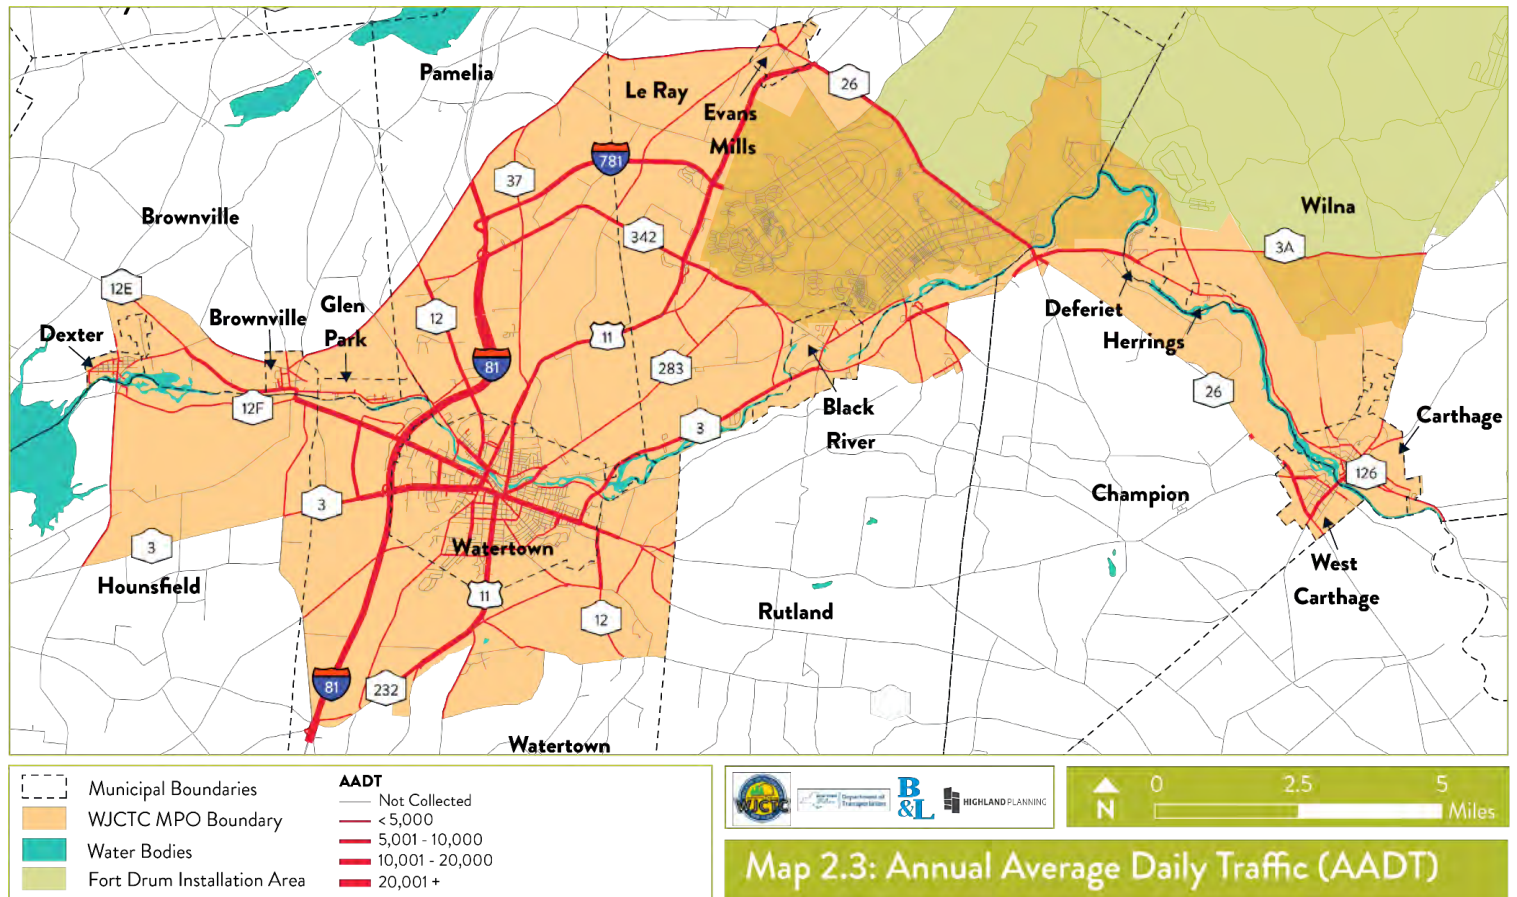 Pamelia
Le Ray
26
Evans
Mills
781
37
Brownville
Wilna
342
3A
12E
Glen
Park
Brownville
12
Dexter
11
Deferiet
Herrings
81
283
26
12F
Black
River
3
Carthage
126
3
Champion
3
Watertown
Hounsfield
11
West
Carthage
12
Rutland
81
232
Watertown
Municipal Boundaries
WJCTC MPO Boundary
Water Bodies
Fort Drum Installation Area
AADT
Not Collected
< 5,000
5,001 - 10,000
10,001 - 20,000
20,001 +
WJCTC
Department of
Transportation
B
&L
HIGHLAND PLANNING
N
0 2.5 5
Miles
Map 2.3: Annual Average Daily Traffic (AADT)